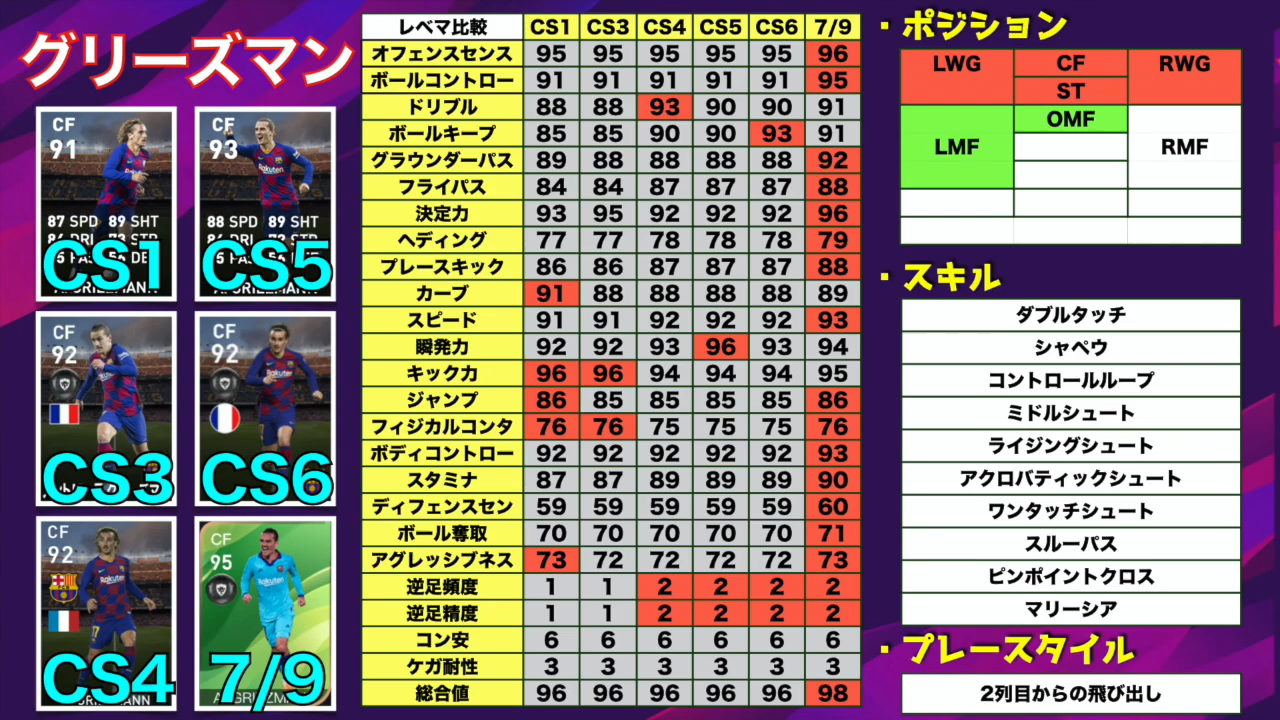 グリーズマン
CF
91
87 SPD 89 SHT
CS1
CF
93
88 SPD 89 SHT
CS5
CF
92
CS3
CF
92
CS6
CF
92
CS4
CF
95
7/9
レベマ比較 CS1 CS3 CS4 CS5 CS6 7/9
オフェンスセンス 95 95 95 95 95 96
ボールコントロー 91 91 91 91 91 95
ドリブル 88 88 93 90 90 91
ボールキープ 85 85 90 90 93 91
グラウンダーパス 89 88 88 88 88 92
フライパス 84 84 87 87 87 88
決定力 93 95 92 92 92 96
ヘディング 77 77 78 78 78 79
プレースキック 86 86 87 87 87 88
カーブ 91 88 88 88 88 89
スピード 91 91 92 92 92 93
瞬発力 92 92 93 96 93 94
キック力 96 96 94 94 94 95
ジャンプ 86 85 85 85 85 86
フィジカルコンタ 76 76 75 75 75 76
ボディコントロー 92 92 92 92 92 93
スタミナ 87 87 89 89 89 90
ディフェンスセン 59 59 59 59 59 60
ボール奪取 70 70 70 70 70 71
アグレッシブネス 73 72 72 72 72 73
逆足頻度 1 1 2 2 2 2
逆足精度 1 1 2 2 2 2
コン安 6 6 6 6 6 6
ケガ耐性 3 3 3 3 3 3
総合値 96 96 96 96 96 98
・ポジション
LWG CF RWG
ST
OMF
LMF RMF
・スキル
ダブルタッチ
シャペウ
コントロールループ
ミドルシュート
ライジングシュート
アクロバティックシュート
ワンタッチシュート
スルーパス
ピンポイントクロス
マリーシア
・プレースタイル
2列目からの飛び出し